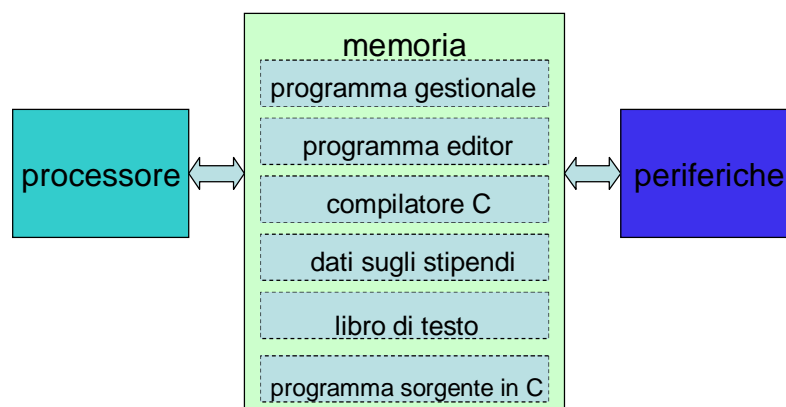 memoria
programma gestionale
programma editor
processore
compilatore C
periferiche
dati sugli stipendi
libro di testo
programma sorgente in C